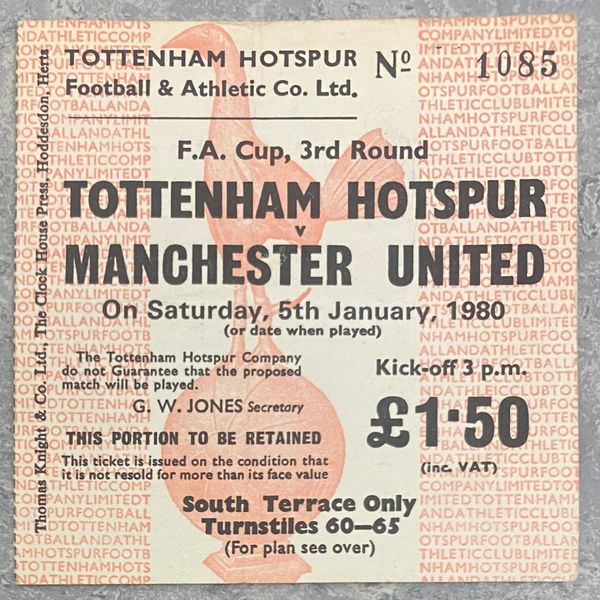 TOTTENHAM HOTSPUR
Football & Athletic Co. Ltd.
Nº 1085
F.A. Cup, 3rd Round
TOTTENHAM HOTSPUR
v
MANCHESTER UNITED
On Saturday, 5th January, 1980
(or date when played)
The Tottenham Hotspur Company
do not Guarantee that the proposed
match will be played.
G. W. JONES Secretary
Kick-off 3 p.m.
£1·50
(inc. VAT)
THIS PORTION TO BE RETAINED
This ticket is issued on the condition that
it is not resold for more than its face value
South Terrace Only
Turnstiles 60—65
(For plan see over)
Thomas Knight & Co. Ltd., The Clock House Press, Hoddesdon, Herts